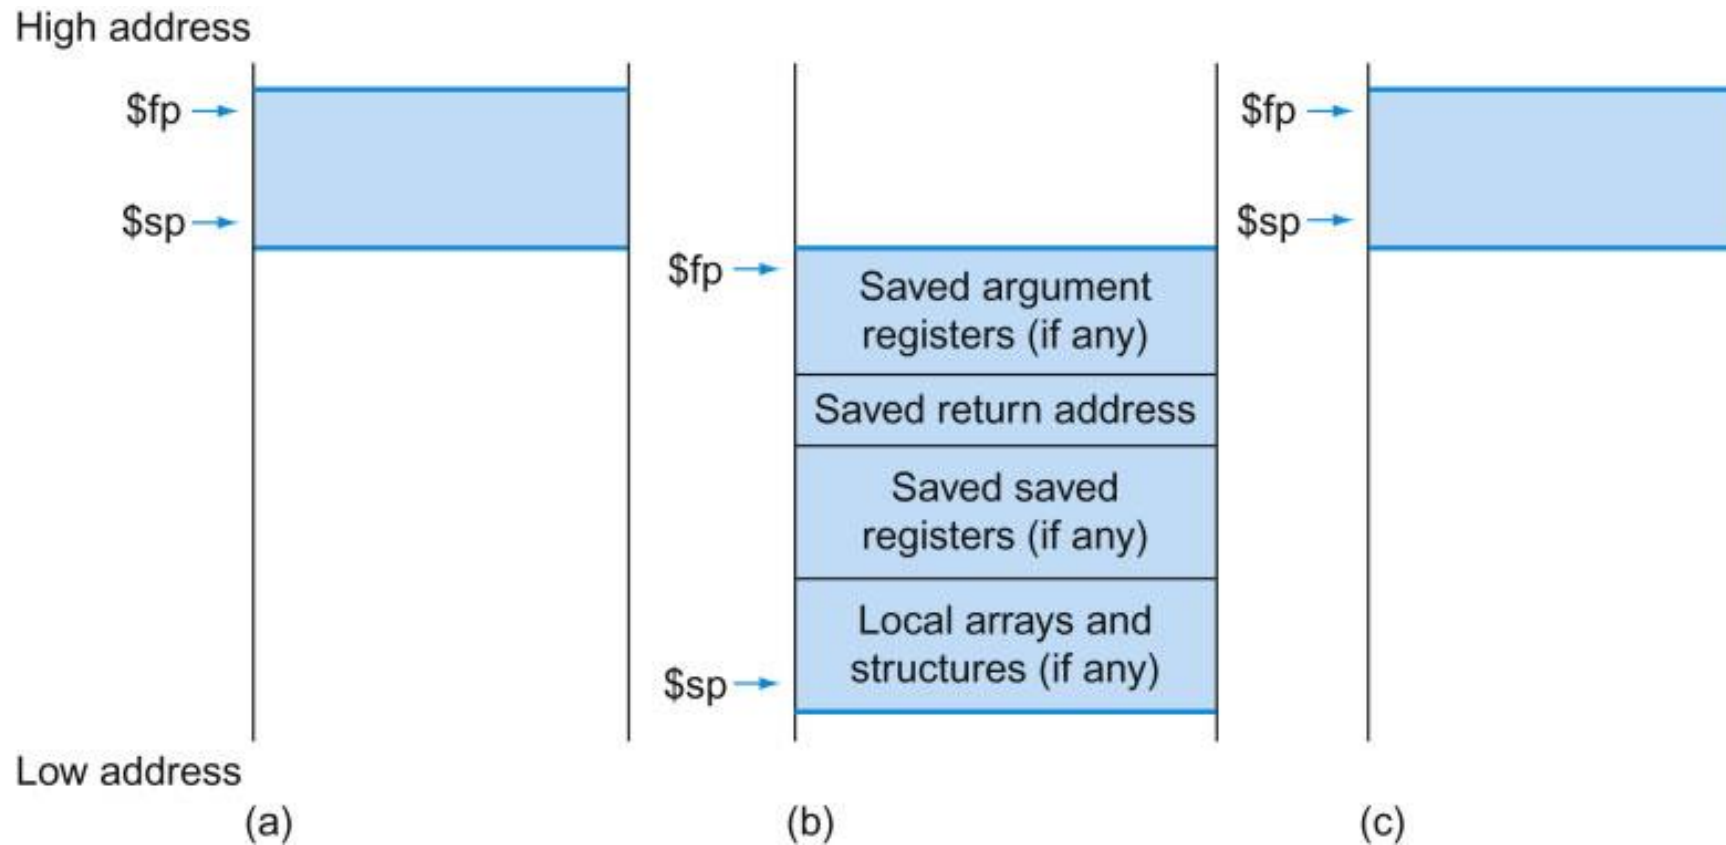 High address
$fp
$sp
$fp
Saved argument
registers (if any)
Saved return address
Saved saved
registers (if any)
Local arrays and
structures (if any)
$sp
$fp
$sp
Low address
(a)
(b)
(c)